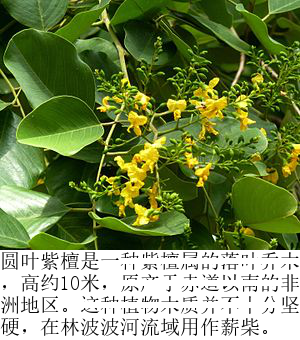 圆叶紫檀是一种紫檀属的落叶乔木
，高约10米，原产于赤道以南的非
洲地区。这种植物木质并不十分坚
硬，在林波波河流域用作薪柴。